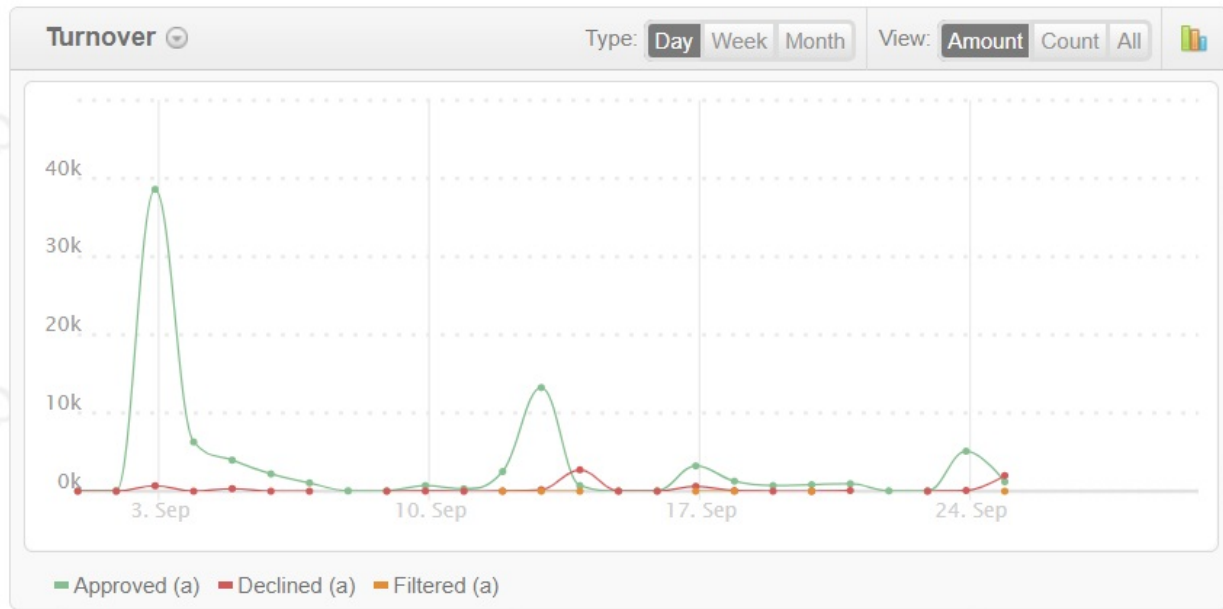 Turnover Type: Day Week Month View: Amount Count All
40k
30k
20k
10k
0k
3. Sep 10. Sep 17. Sep 24. Sep
Approved (a) Declined (a) Filtered (a)